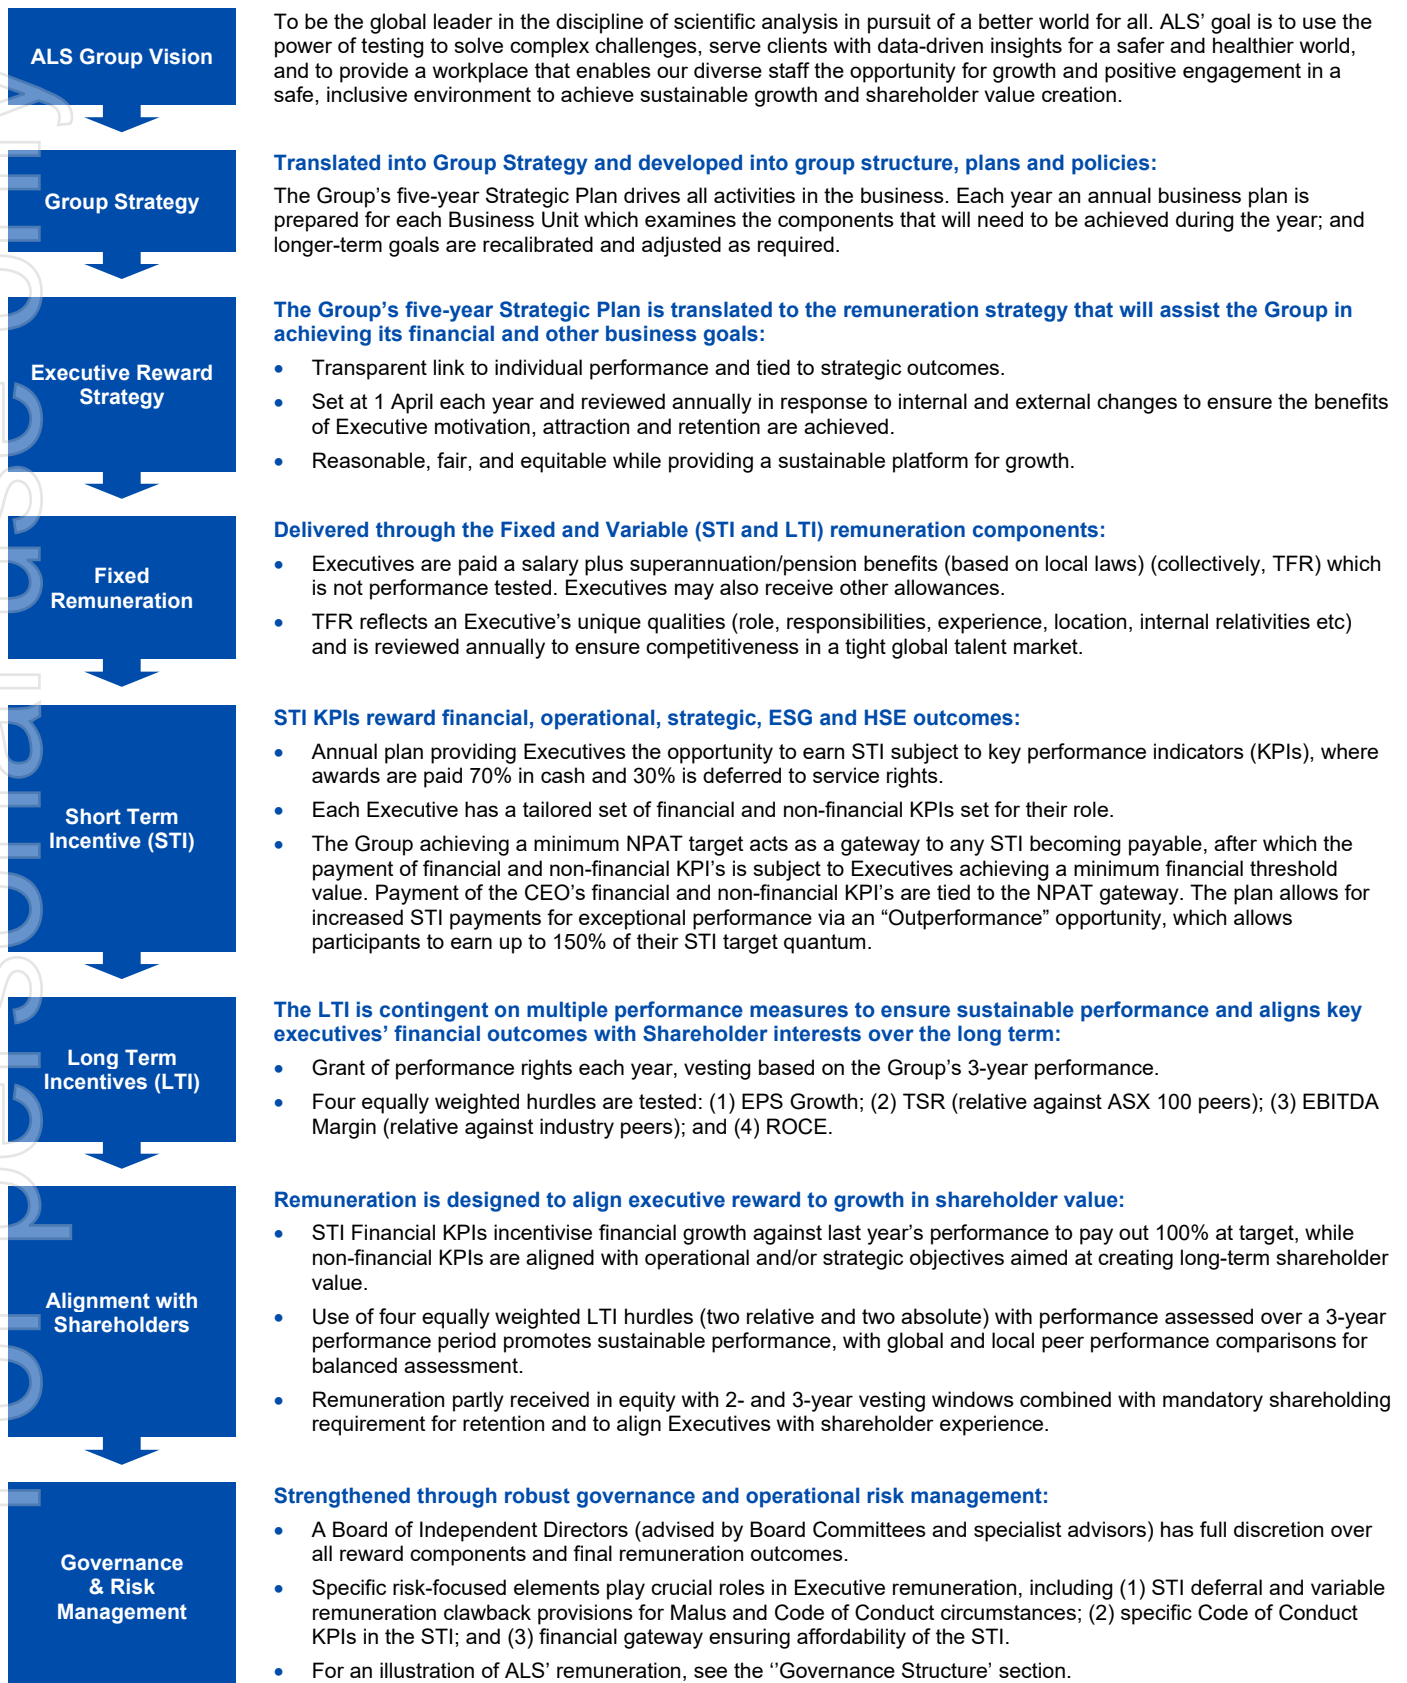 ALS Group Vision
To be the global leader in the discipline of scientific analysis in pursuit of a better world for all. ALS’ goal is to use the
power of testing to solve complex challenges, serve clients with data-driven insights for a safer and healthier world,
and to provide a workplace that enables our diverse staff the opportunity for growth and positive engagement in a
safe, inclusive environment to achieve sustainable growth and shareholder value creation.
Group Strategy
Translated into Group Strategy and developed into group structure, plans and policies:
The Group’s five-year Strategic Plan drives all activities in the business. Each year an annual business plan is
prepared for each Business Unit which examines the components that will need to be achieved during the year; and
longer-term goals are recalibrated and adjusted as required.
Executive Reward
Strategy
The Group’s five-year Strategic Plan is translated to the remuneration strategy that will assist the Group in
achieving its financial and other business goals:
• Transparent link to individual performance and tied to strategic outcomes.
• Set at 1 April each year and reviewed annually in response to internal and external changes to ensure the benefits
of Executive motivation, attraction and retention are achieved.
• Reasonable, fair, and equitable while providing a sustainable platform for growth.
Fixed
Remuneration
Delivered through the Fixed and Variable (STI and LTI) remuneration components:
• Executives are paid a salary plus superannuation/pension benefits (based on local laws) (collectively, TFR) which
is not performance tested. Executives may also receive other allowances.
• TFR reflects an Executive’s unique qualities (role, responsibilities, experience, location, internal relativities etc)
and is reviewed annually to ensure competitiveness in a tight global talent market.
Short Term
Incentive (STI)
STI KPIs reward financial, operational, strategic, ESG and HSE outcomes:
• Annual plan providing Executives the opportunity to earn STI subject to key performance indicators (KPIs), where
awards are paid 70% in cash and 30% is deferred to service rights.
• Each Executive has a tailored set of financial and non-financial KPIs set for their role.
• The Group achieving a minimum NPAT target acts as a gateway to any STI becoming payable, after which the
payment of financial and non-financial KPI’s is subject to Executives achieving a minimum financial threshold
value. Payment of the CEO’s financial and non-financial KPI’s are tied to the NPAT gateway. The plan allows for
increased STI payments for exceptional performance via an “Outperformance” opportunity, which allows
participants to earn up to 150% of their STI target quantum.
Long Term
Incentives (LTI)
The LTI is contingent on multiple performance measures to ensure sustainable performance and aligns key
executives’ financial outcomes with Shareholder interests over the long term:
• Grant of performance rights each year, vesting based on the Group’s 3-year performance.
• Four equally weighted hurdles are tested: (1) EPS Growth; (2) TSR (relative against ASX 100 peers); (3) EBITDA
Margin (relative against industry peers); and (4) ROCE.
Alignment with
Shareholders
Remuneration is designed to align executive reward to growth in shareholder value:
• STI Financial KPIs incentivise financial growth against last year’s performance to pay out 100% at target, while
non-financial KPIs are aligned with operational and/or strategic objectives aimed at creating long-term shareholder
value.
• Use of four equally weighted LTI hurdles (two relative and two absolute) with performance assessed over a 3-year
performance period promotes sustainable performance, with global and local peer performance comparisons for
balanced assessment.
• Remuneration partly received in equity with 2- and 3-year vesting windows combined with mandatory shareholding
requirement for retention and to align Executives with shareholder experience.
Governance
& Risk
Management
Strengthened through robust governance and operational risk management:
• A Board of Independent Directors (advised by Board Committees and specialist advisors) has full discretion over
all reward components and final remuneration outcomes.
• Specific risk-focused elements play crucial roles in Executive remuneration, including (1) STI deferral and variable
remuneration clawback provisions for Malus and Code of Conduct circumstances; (2) specific Code of Conduct
KPIs in the STI; and (3) financial gateway ensuring affordability of the STI.
• For an illustration of ALS’ remuneration, see the ‘’Governance Structure’ section.
personal use only